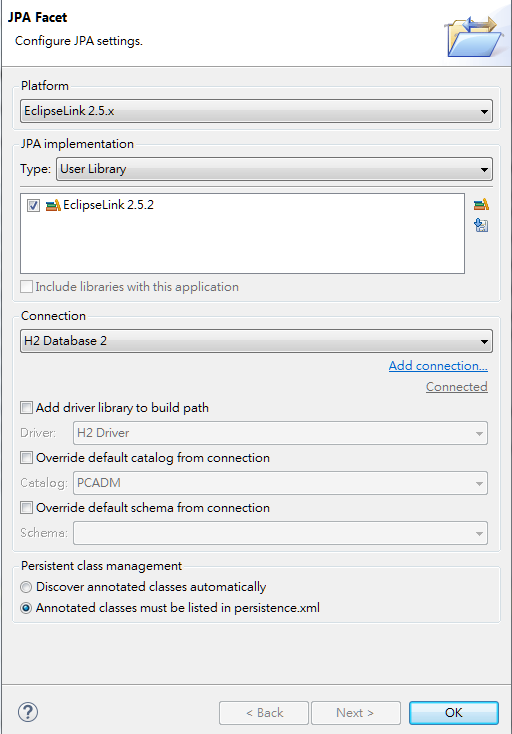 JPA Facet
Configure JPA settings.
Platform
EclipseLink 2.5.x
JPA implementation
Type: User Library
EclipseLink 2.5.2
Include libraries with this application
Connection
H2 Database 2
Add connection...
Connected
Add driver library to build path
Driver: H2 Driver
Override default catalog from connection
Catalog: PCADM
Override default schema from connection
Schema:
Persistent class management
Discover annotated classes automatically
Annotated classes must be listed in persistence.xml
? < Back Next > OK